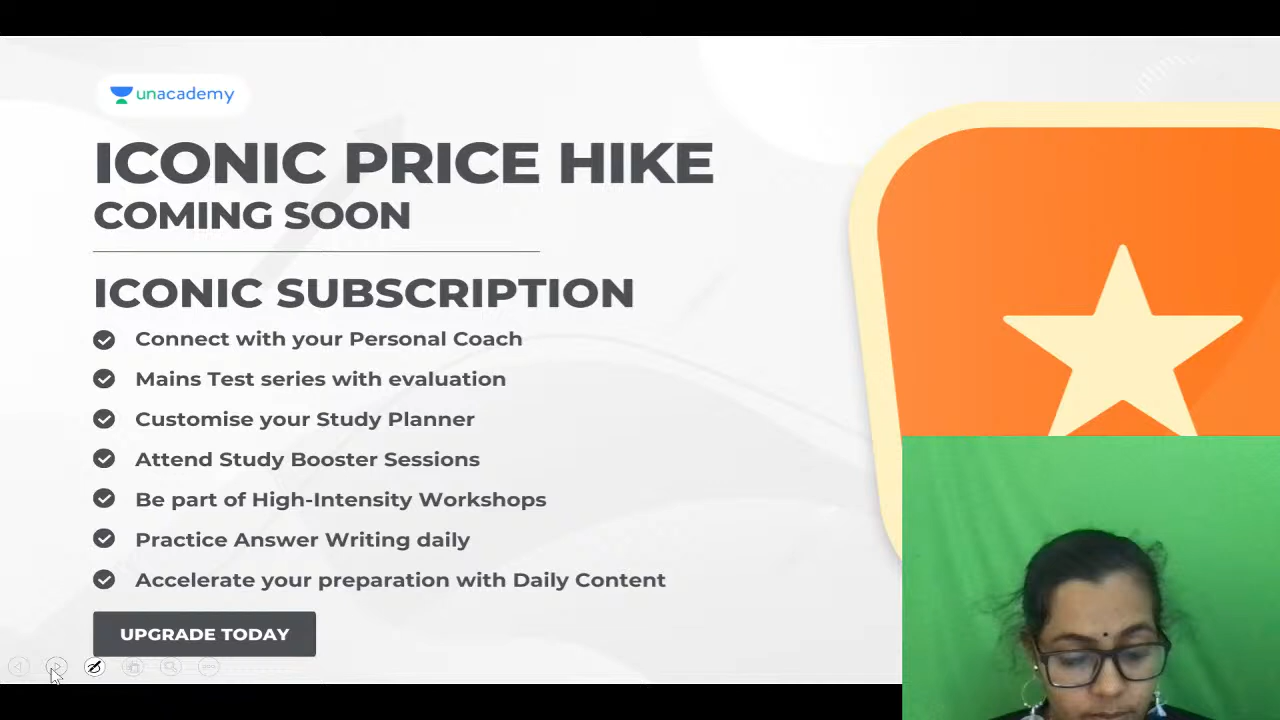 unacademy
ICONIC PRICE HIKE
COMING SOON
ICONIC SUBSCRIPTION
Connect with your Personal Coach
Mains Test series with evaluation
Customise your Study Planner
Attend Study Booster Sessions
Be part of High-Intensity Workshops
Practice Answer Writing daily
Accelerate your preparation with Daily Content
UPGRADE TODAY